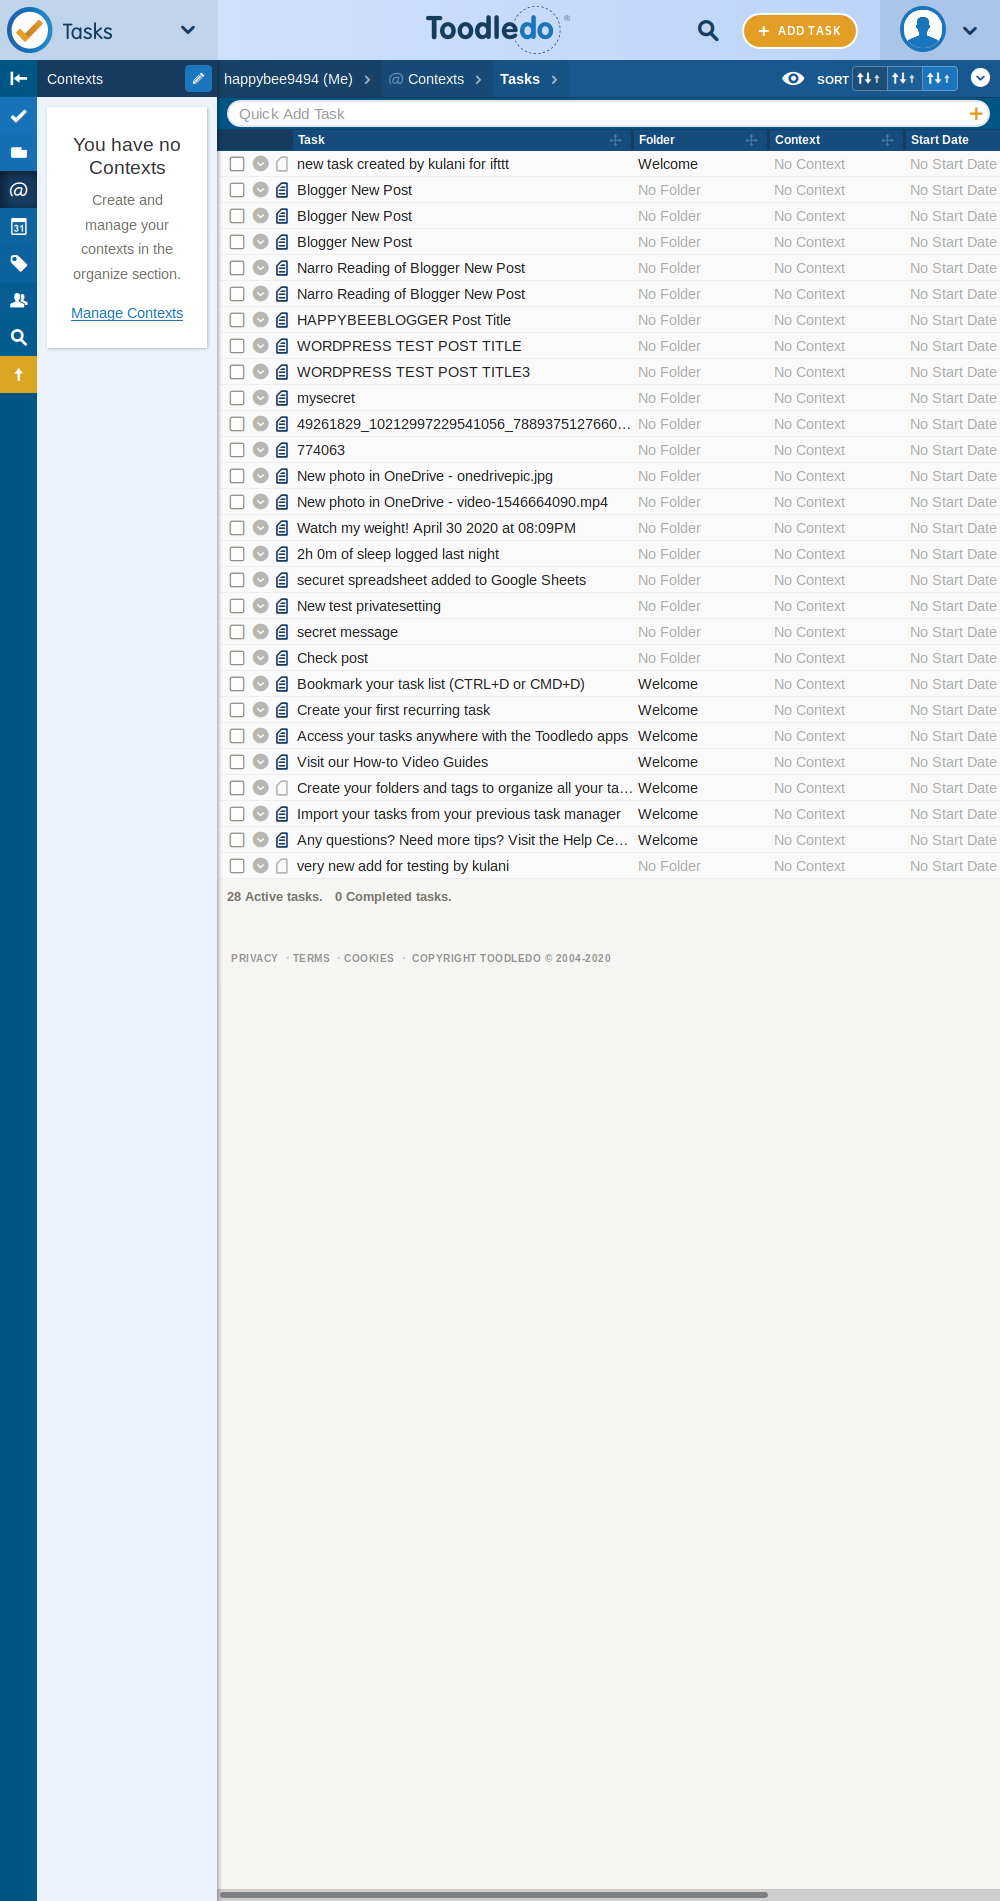 Tasks
Toodledo ®
+ ADD TASK
Contexts
happybee9494 (Me)
@ Contexts
Tasks
SORT
You have no
Contexts
Create and
manage your
contexts in the
organize section.
Manage Contexts
@
31
Quick Add Task
Task Folder Context Start Date
new task created by kulani for ifttt Welcome No Context No Start Date
Blogger New Post No Folder No Context No Start Date
Blogger New Post No Folder No Context No Start Date
Blogger New Post No Folder No Context No Start Date
Narro Reading of Blogger New Post No Folder No Context No Start Date
Narro Reading of Blogger New Post No Folder No Context No Start Date
HAPPYBEEBLOGGER Post Title No Folder No Context No Start Date
WORDPRESS TEST POST TITLE No Folder No Context No Start Date
WORDPRESS TEST POST TITLE3 No Folder No Context No Start Date
mysecret No Folder No Context No Start Date
49261829_10212997229541056_7889375127660... No Folder No Context No Start Date
774063 No Folder No Context No Start Date
New photo in OneDrive - onedrivepic.jpg No Folder No Context No Start Date
New photo in OneDrive - video-1546664090.mp4 No Folder No Context No Start Date
Watch my weight! April 30 2020 at 08:09PM No Folder No Context No Start Date
2h 0m of sleep logged last night No Folder No Context No Start Date
securet spreadsheet added to Google Sheets No Folder No Context No Start Date
New test privatesetting No Folder No Context No Start Date
secret message No Folder No Context No Start Date
Check post No Folder No Context No Start Date
Bookmark your task list (CTRL+D or CMD+D) Welcome No Context No Start Date
Create your first recurring task Welcome No Context No Start Date
Access your tasks anywhere with the Toodledo apps Welcome No Context No Start Date
Visit our How-to Video Guides Welcome No Context No Start Date
Create your folders and tags to organize all your ta... Welcome No Context No Start Date
Import your tasks from your previous task manager Welcome No Context No Start Date
Any questions? Need more tips? Visit the Help Ce... Welcome No Context No Start Date
very new add for testing by kulani No Folder No Context No Start Date
28 Active tasks. 0 Completed tasks.
PRIVACY · TERMS · COOKIES · COPYRIGHT TOODLEDO © 2004-2020